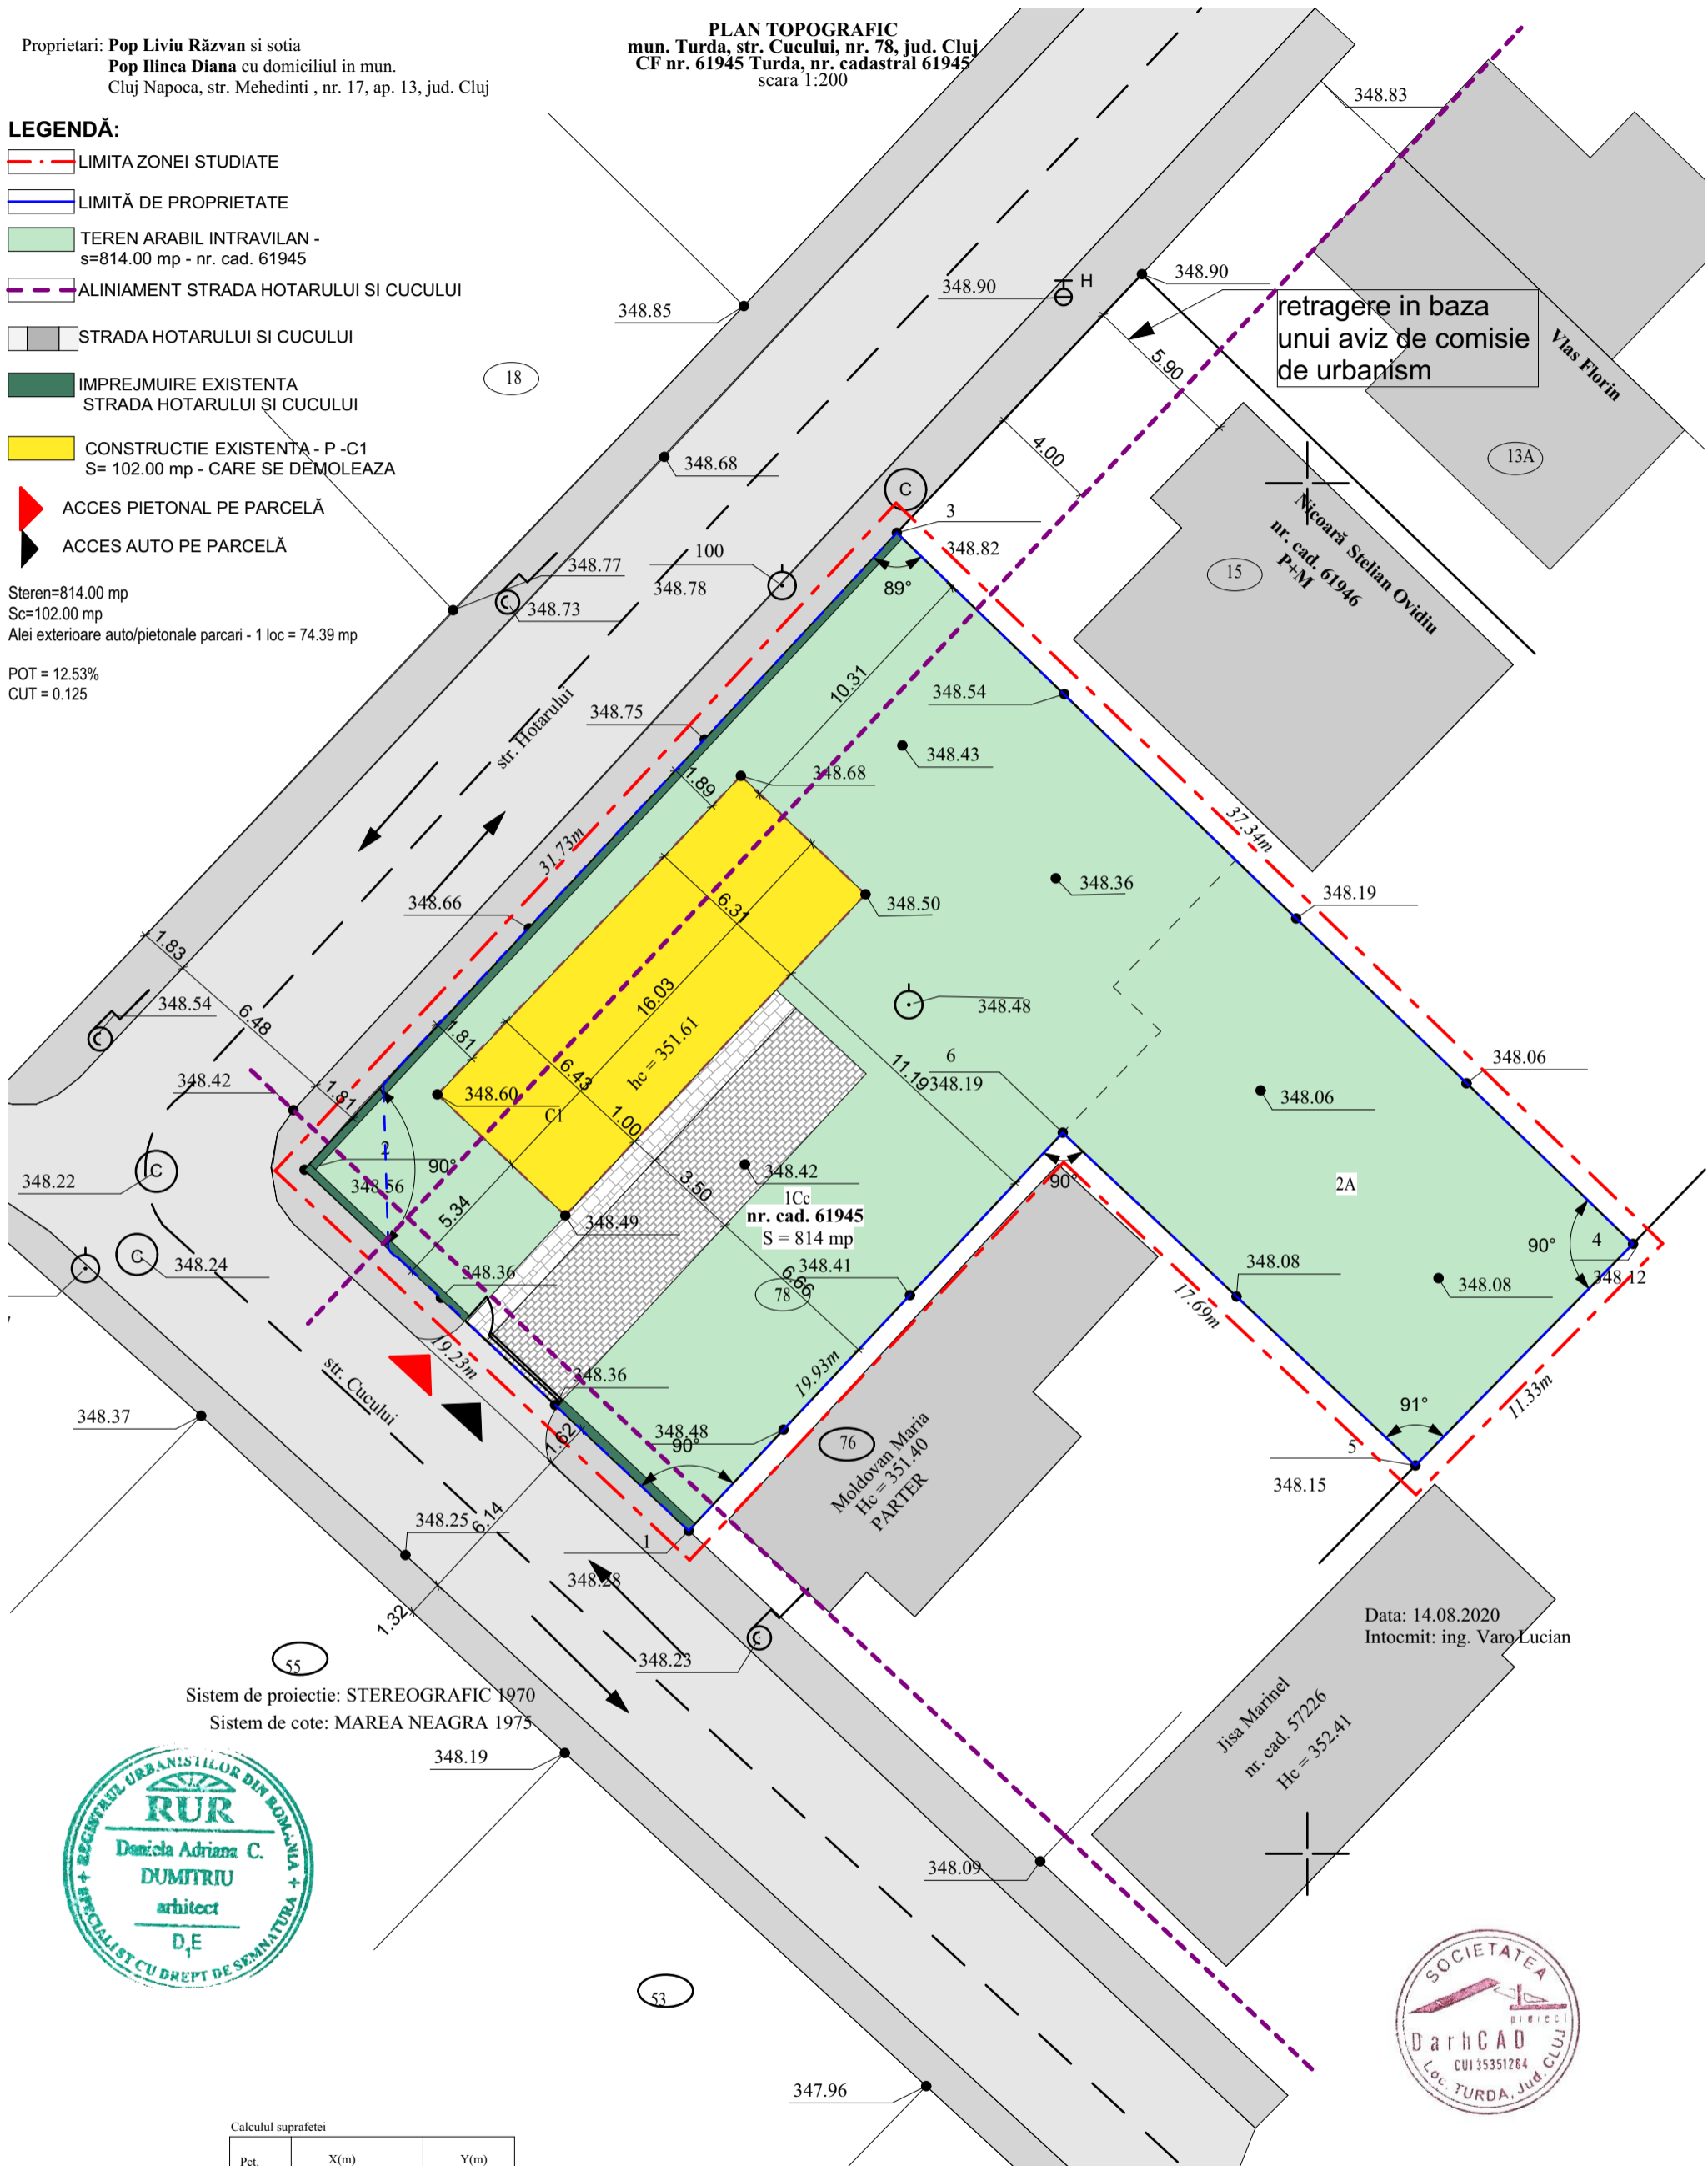 PLAN TOPOGRAFIC
mun. Turda, str. Cucului, nr. 78, jud. Cluj
CF nr. 61945 Turda, nr. cadastral 61945
scara 1:200
Proprietari: Pop Liviu Răzvan si sotia
Pop Ilinca Diana cu domiciliul in mun.
Cluj Napoca, str. Mehedinti , nr. 17, ap. 13, jud. Cluj
LEGENDĂ:
LIMITA ZONEI STUDIATE
LIMITĂ DE PROPRIETATE
TEREN ARABIL INTRAVILAN -
s=814.00 mp - nr. cad. 61945
ALINIAMENT STRADA HOTARULUI SI CUCULUI
STRADA HOTARULUI SI CUCULUI
IMPREJMUIRE EXISTENTA
STRADA HOTARULUI SI CUCULUI
CONSTRUCTIE EXISTENTA - P -C1
S= 102.00 mp - CARE SE DEMOLEAZA
ACCES PIETONAL PE PARCELĂ
ACCES AUTO PE PARCELĂ
Steren=814.00 mp
Sc=102.00 mp
Alei exterioare auto/pietonale parcari - 1 loc = 74.39 mp
POT = 12.53%
CUT = 0.125
348.83
348.90
H
348.90
348.85
retragere in baza
unui aviz de comisie
de urbanism
5.90
Vlas Florin
13A
18
4.00
348.68
C
3
348.82
89°
Nicoară Stelian Ovidiu
nr. cad. 61946
P+M
15
348.77
C
348.73
100
348.78
10.31
348.54
348.75
str. Hotarului
348.43
1.89
348.68
31.73m
37.34m
348.36
348.19
348.66
348.50
6.31
1.83
6.48
348.54
C
16.03
hc = 351.61
348.48
1.81
6.43
11.19
6
348.19
348.06
348.06
348.42
1.81
348.60
C1
1.00
2
90°
348.56
348.22
C
5.34
348.42
3.50
348.49
1Cc
nr. cad. 61945
S = 814 mp
90°
2A
90°
4
348.12
C
348.24
348.36
348.41
6.66
78
348.08
348.08
17.69m
19.23m
str. Cucului
348.36
19.93m
11.33m
91°
348.37
1.62
348.48
90°
76
Moldovan Maria
Hc = 351.40
PARTER
5
348.15
348.25
6.14
1
348.28
1.32
C
348.23
Data: 14.08.2020
Intocmit: ing. Varo Lucian
55
Sistem de proiectie: STEREOGRAFIC 1970
Sistem de cote: MAREA NEAGRA 1975
Jisa Marinel
nr. cad. 57226
Hc = 352.41
348.19
348.09
REGISTRUL URBANISTILOR DIN ROMANIA
RUR
Daniela Adriana C.
DUMITRIU
arhitect
D,E
SPECIALIST CU DREPT DE SEMNATURA
53
SOCIETATEA
proiect
DarhCAD
CUI 35351264
Loc. TURDA, Jud. CLUJ
347.96
Calculul suprafetei
Pct. X(m) Y(m)